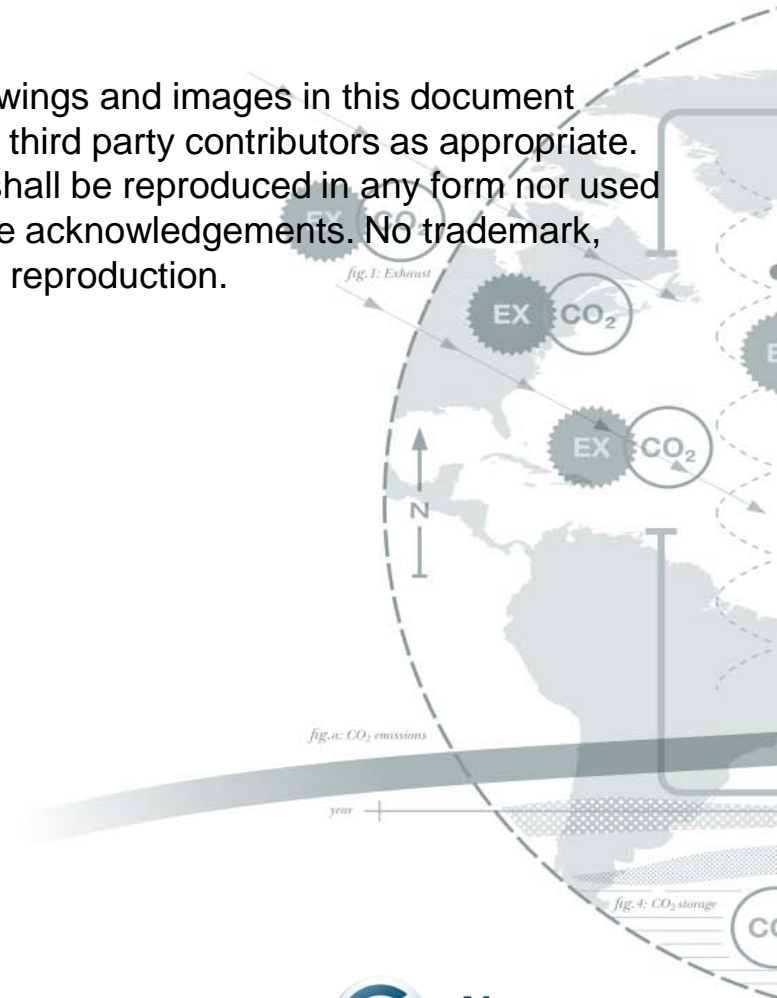 wings and images in this document
third party contributors as appropriate.
shall be reproduced in any form nor used
e acknowledgements. No trademark,
reproduction.
EX CO₂
fig.1: Exhaust
EX CO₂
EX CO₂
N
fig.a: CO₂ emissions
year
fig.4: CO₂ storage